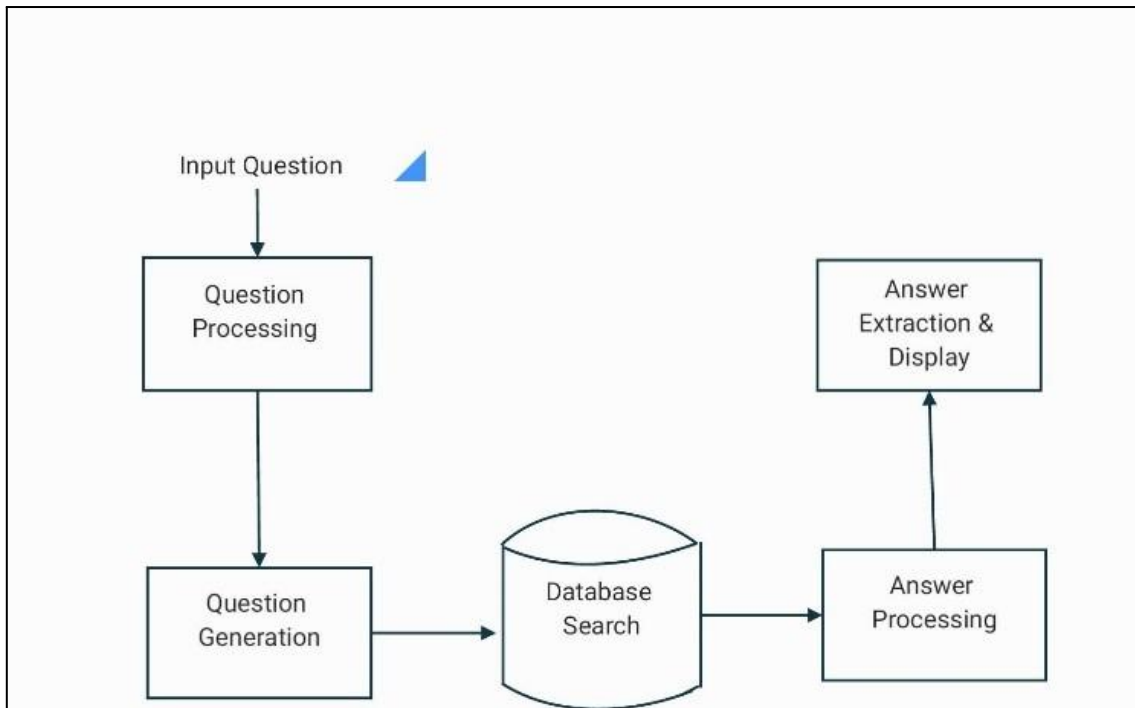 Input Question
Question
Processing
Question
Generation
Database
Search
Answer
Processing
Answer
Extraction &
Display